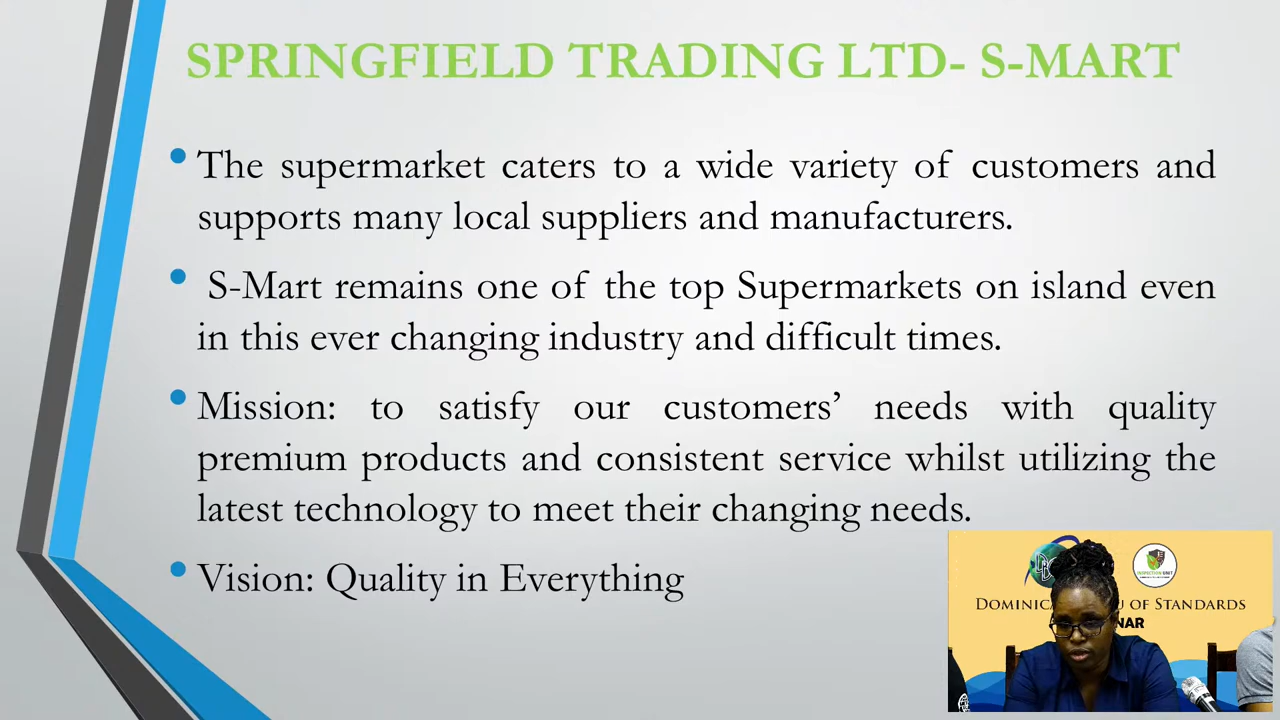 SPRINGFIELD TRADING LTD- S-MART
• The supermarket caters to a wide variety of customers and
supports many local suppliers and manufacturers.
• S-Mart remains one of the top Supermarkets on island even
in this ever changing industry and difficult times.
• Mission: to satisfy our customers’ needs with quality
premium products and consistent service whilst utilizing the
latest technology to meet their changing needs.
• Vision: Quality in Everything
INSPECTION UNIT
DOMINIC U OF STANDARDS
NAR